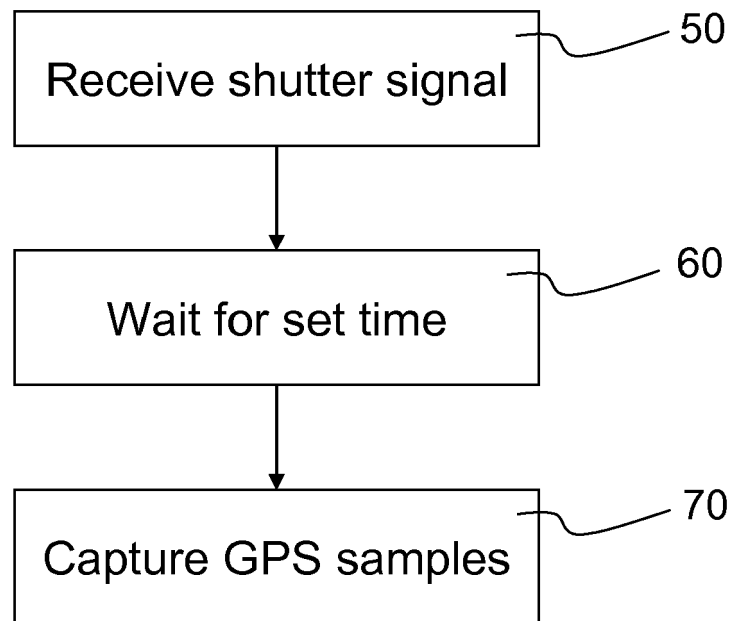 50
Receive shutter signal
60
Wait for set time
70
Capture GPS samples